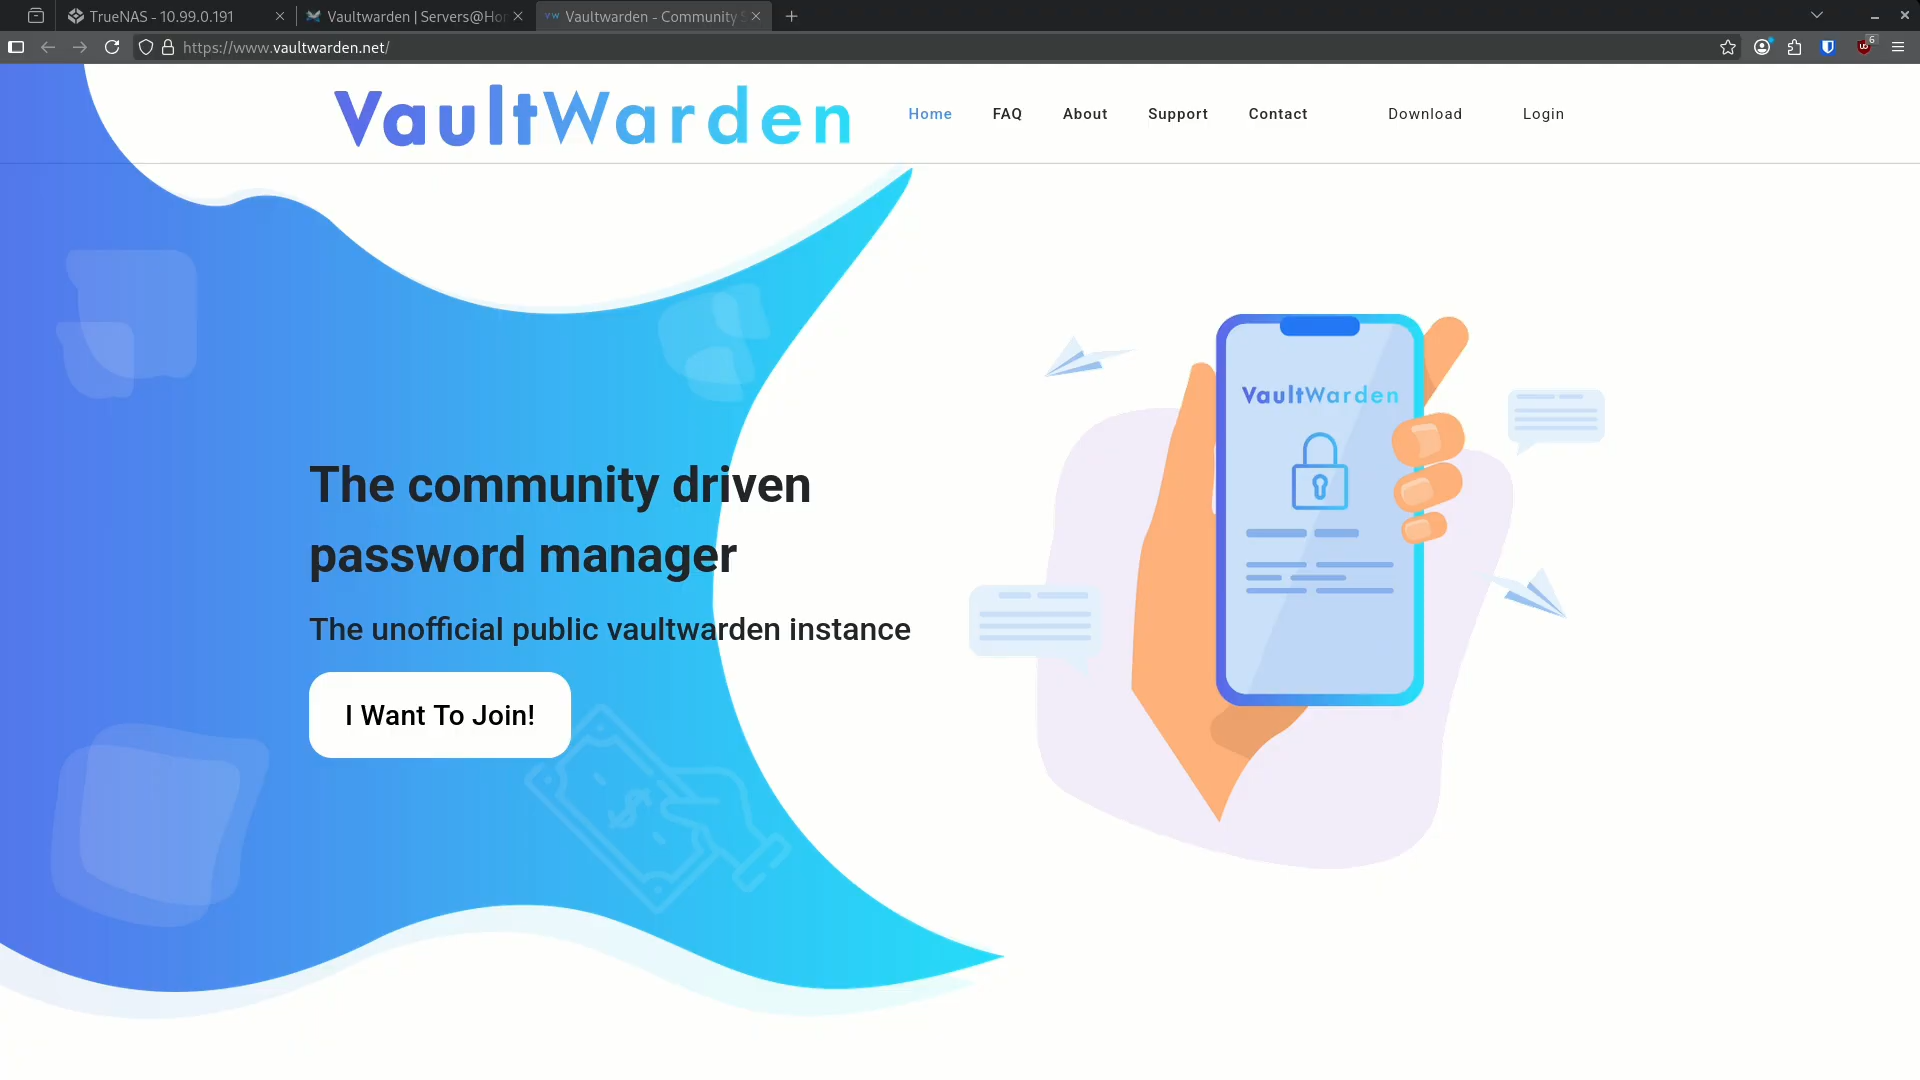 TrueNAS - 10.99.0.191
Vaultwarden | Servers@Ho
Vaultwarden - Community S
https://www.vaultwarden.net/
6
VaultWarden
Home
FAQ
About
Support
Contact
Download
Login
The community driven
password manager
The unofficial public vaultwarden instance
I Want To Join!
VaultWarden